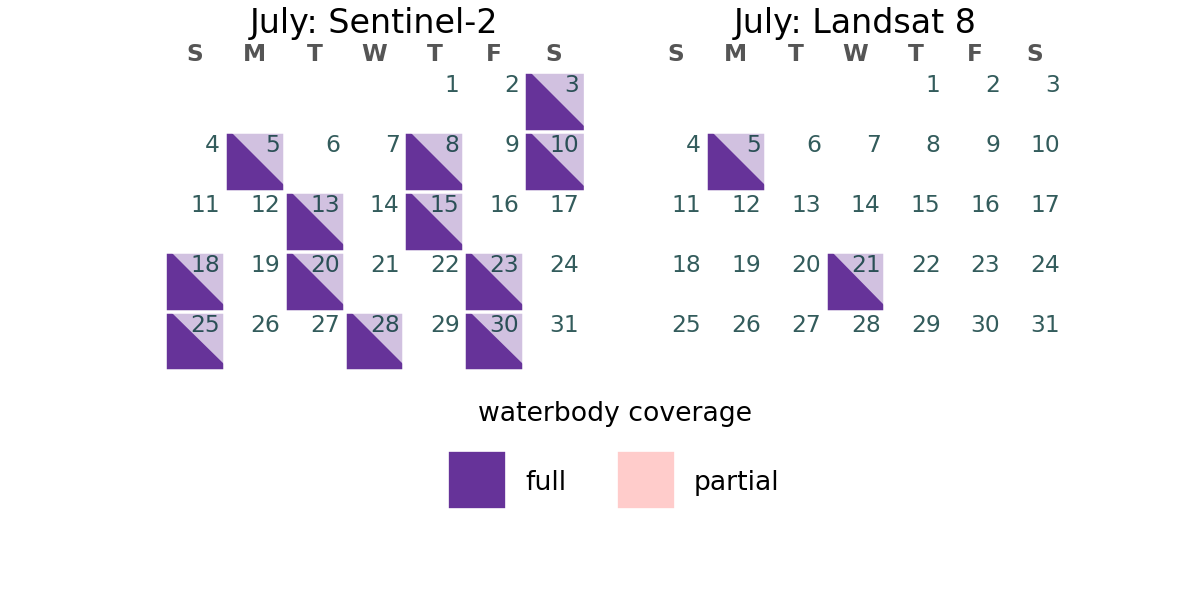 July: Sentinel-2
S M T W T F S
1 2 3
4 5 6 7 8 9 10
11 12 13 14 15 16 17
18 19 20 21 22 23 24
25 26 27 28 29 30 31
July: Landsat 8
S M T W T F S
1 2 3
4 5 6 7 8 9 10
11 12 13 14 15 16 17
18 19 20 21 22 23 24
25 26 27 28 29 30 31
waterbody coverage
full
partial